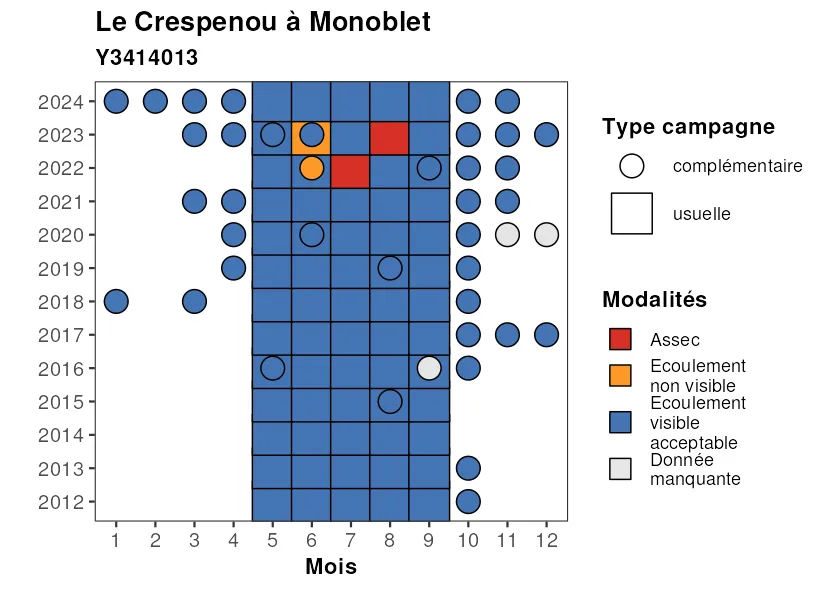 Le Crespenou à Monoblet
Y3414013
2024
2023
2022
2021
2020
2019
2018
2017
2016
2015
2014
2013
2012
1 2 3 4 5 6 7 8 9 10 11 12
Mois
Type campagne
complémentaire
usuelle
Modalités
Assec
Ecoulement
non visible
Ecoulement
visible
acceptable
Donnée
manquante